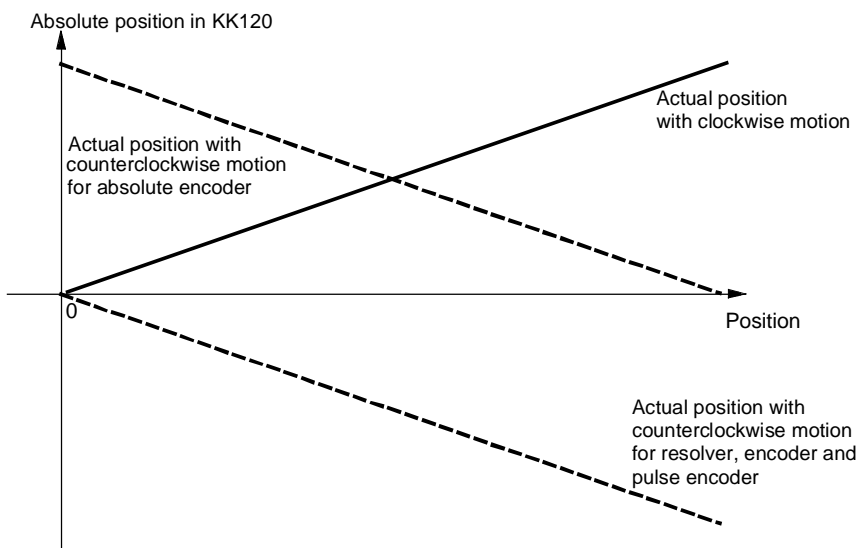 Absolute position in KK120
Actual position
with clockwise motion
Actual position with
counterclockwise motion
for absolute encoder
0
Position
Actual position with
counterclockwise motion
for resolver, encoder and
pulse encoder